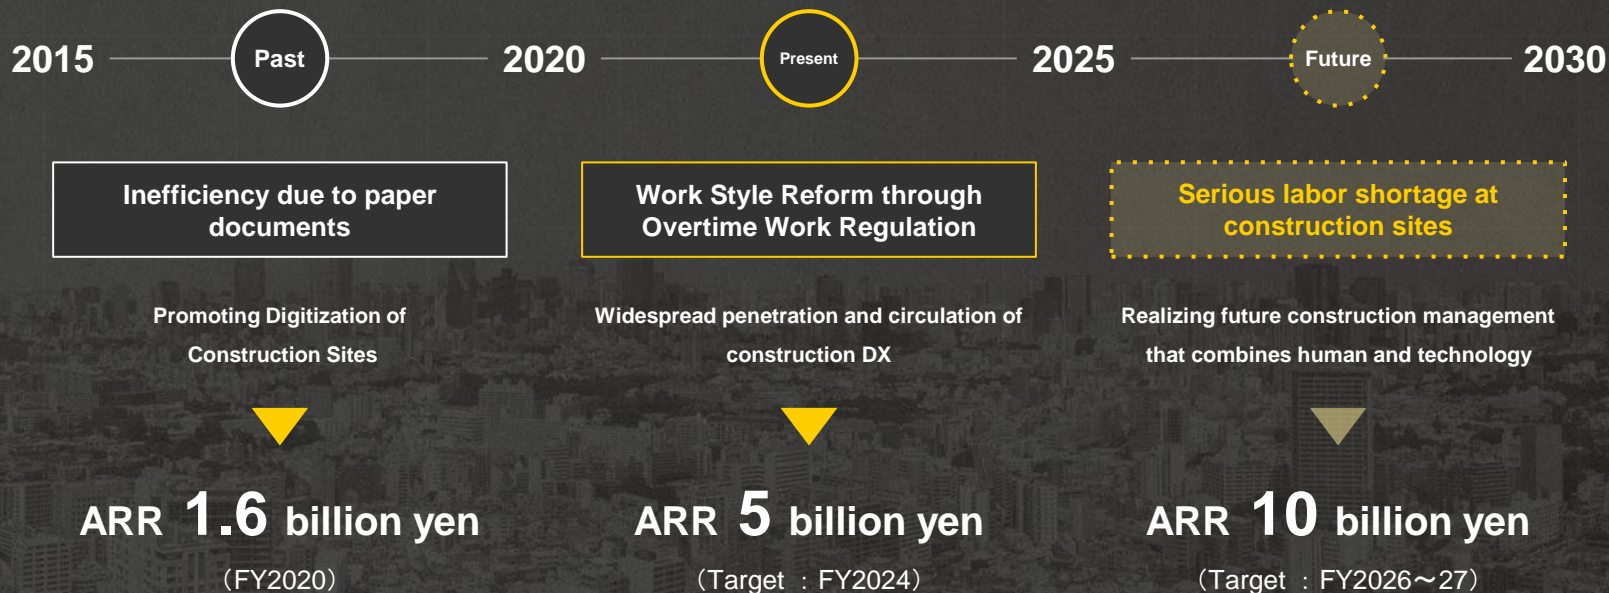 2015 Past 2020 Present 2025 Future 2030
Inefficiency due to paper
documents
Promoting Digitization of
Construction Sites
ARR 1.6 billion yen
（FY2020）
Work Style Reform through
Overtime Work Regulation
Widespread penetration and circulation of
construction DX
ARR 5 billion yen
（Target ：FY2024）
Serious labor shortage at
construction sites
Realizing future construction management
that combines human and technology
ARR 10 billion yen
（Target ：FY2026～27）